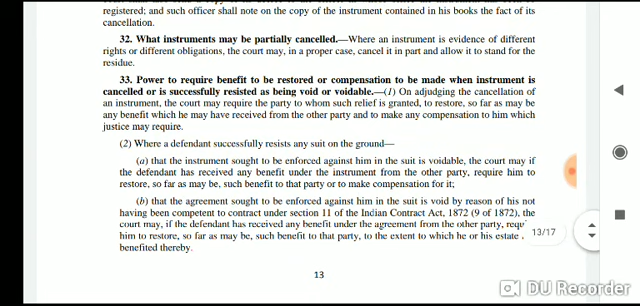 registered; and such officer shall note on the copy of the instrument contained in his books the fact of its
cancellation.
32. What instruments may be partially cancelled.—Where an instrument is evidence of different
rights or different obligations, the court may, in a proper case, cancel it in part and allow it to stand for the
residue.
33. Power to require benefit to be restored or compensation to be made when instrument is
cancelled or is successfully resisted as being void or voidable.—(1) On adjudging the cancellation of
an instrument, the court may require the party to whom such relief is granted, to restore, so far as may be
any benefit which he may have received from the other party and to make any compensation to him which
justice may require.
(2) Where a defendant successfully resists any suit on the ground—
(a) that the instrument sought to be enforced against him in the suit is voidable, the court may if
the defendant has received any benefit under the instrument from the other party, require him to
restore, so far as may be, such benefit to that party or to make compensation for it;
(b) that the agreement sought to be enforced against him in the suit is void by reason of his not
having been competent to contract under section 11 of the Indian Contract Act, 1872 (9 of 1872), the
court may, if the defendant has received any benefit under the agreement from the other party,
him to restore, so far as may be, such benefit to that party, to the extent to which he or his estate
benefited thereby.
13/17
13
DU Recorder